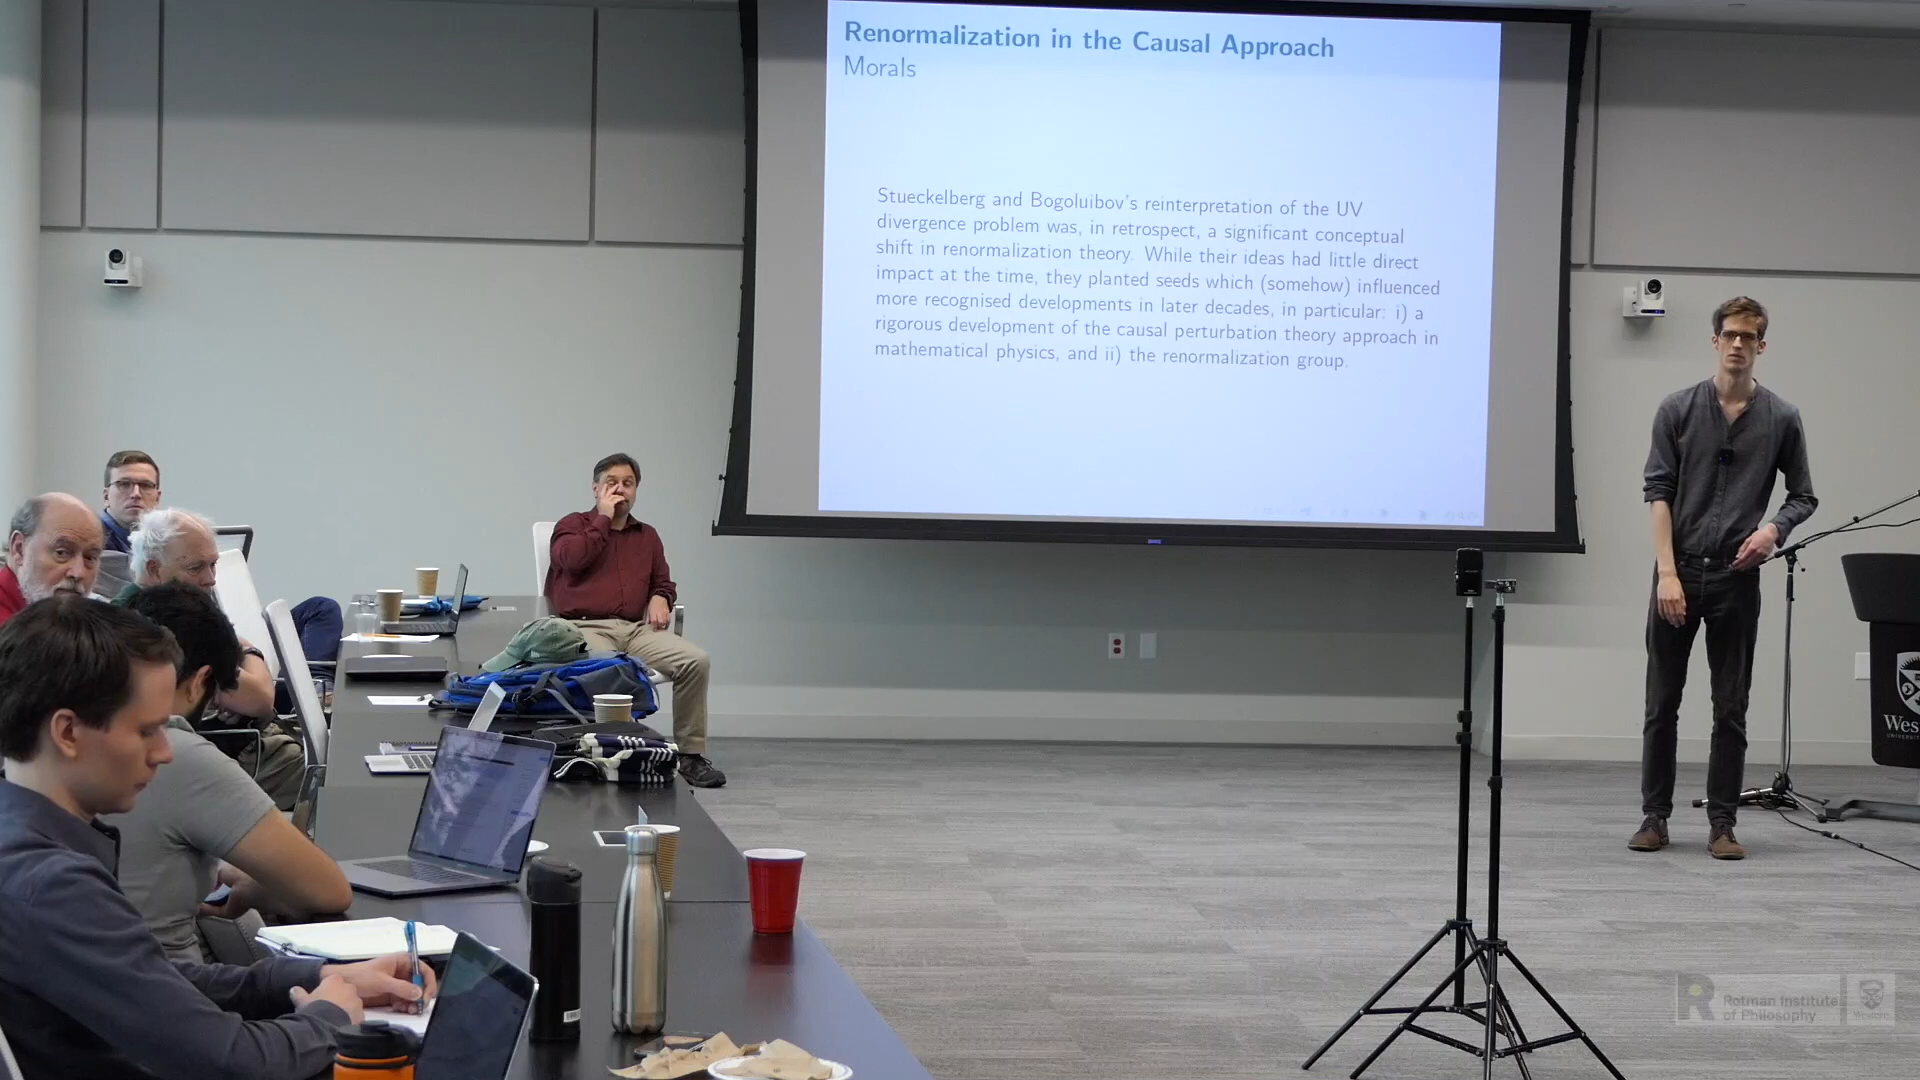 Renormalization in the Causal Approach
Morals
Stueckelberg and Bogoluibov's reinterpretation of the UV
divergence problem was, in retrospect, a significant conceptual
shift in renormalization theory. While their ideas had little direct
impact at the time, they planted seeds which (somehow) influenced
more recognised developments in later decades, in particular: i) a
rigorous development of the causal perturbation theory approach in
mathematical physics, and ii) the renormalization group.
Wes
Rotman Institute
of Philosophy